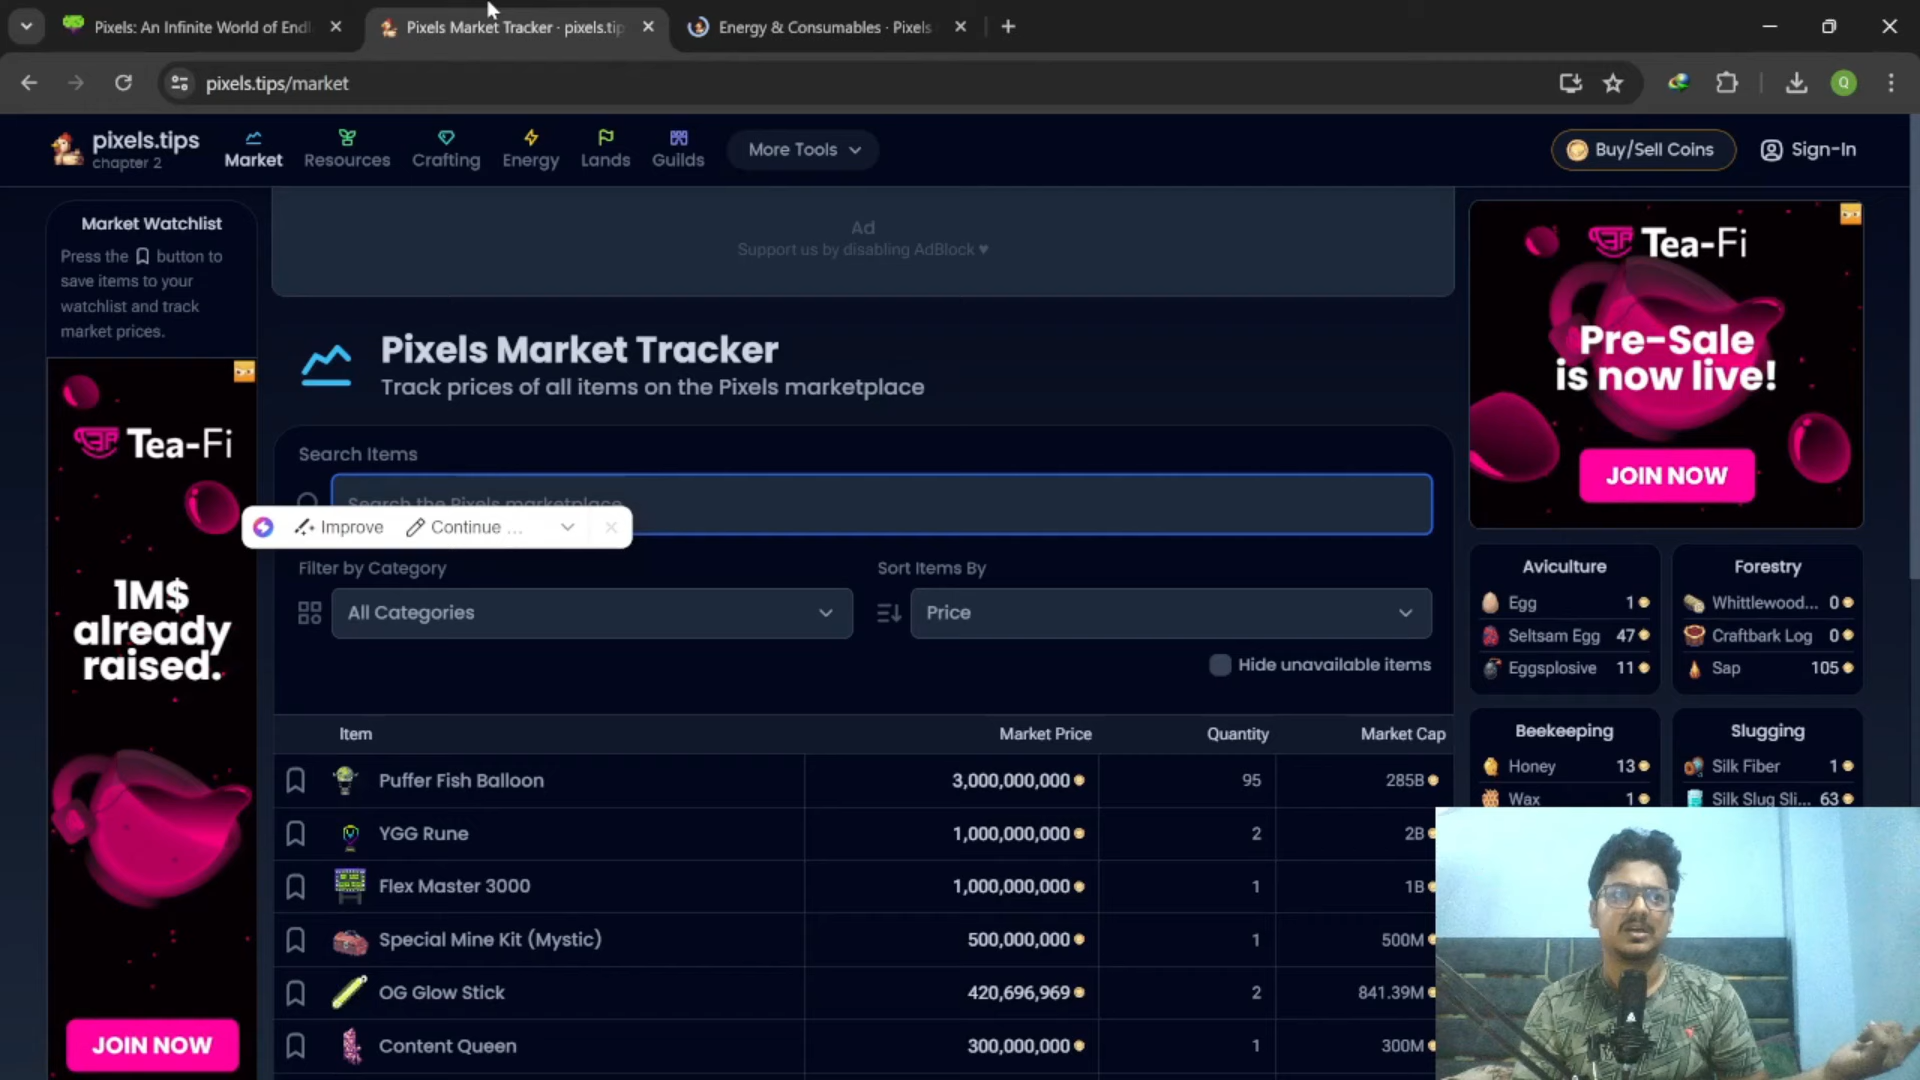 Pixels: An Infinite World of Endl
Pixels Market Tracker · pixels.tip
Energy & Consumables · Pixels
pixels.tips/market
Q
pixels.tips
chapter 2
Market
Resources
Crafting
Energy
Lands
Guilds
More Tools
Buy/Sell Coins
Sign-In
Market Watchlist
Press the button to
save items to your
watchlist and track
market prices.
Ad
Support us by disabling AdBlock ♥
Tea-Fi
Pre-Sale
is now live!
JOIN NOW
Pixels Market Tracker
Track prices of all items on the Pixels marketplace
Tea-Fi
1M$
already
raised.
JOIN NOW
Search Items
Search the Pixels marketplace
Improve
Continue ...
Filter by Category
Sort Items By
All Categories
Price
Hide unavailable items
Item Market Price Quantity Market Cap
Puffer Fish Balloon 3,000,000,000 95 285B
YGG Rune 1,000,000,000 2 2B
Flex Master 3000 1,000,000,000 1 1B
Special Mine Kit (Mystic) 500,000,000 1 500M
OG Glow Stick 420,696,969 2 841.39M
Content Queen 300,000,000 1 300M
Aviculture
Egg 1
Seltsam Egg 47
Eggsplosive 11
Forestry
Whittlewood... 0
Craftbark Log 0
Sap 105
Beekeeping
Honey 13
Wax 1
Slugging
Silk Fiber 1
Silk Slug Sli... 63